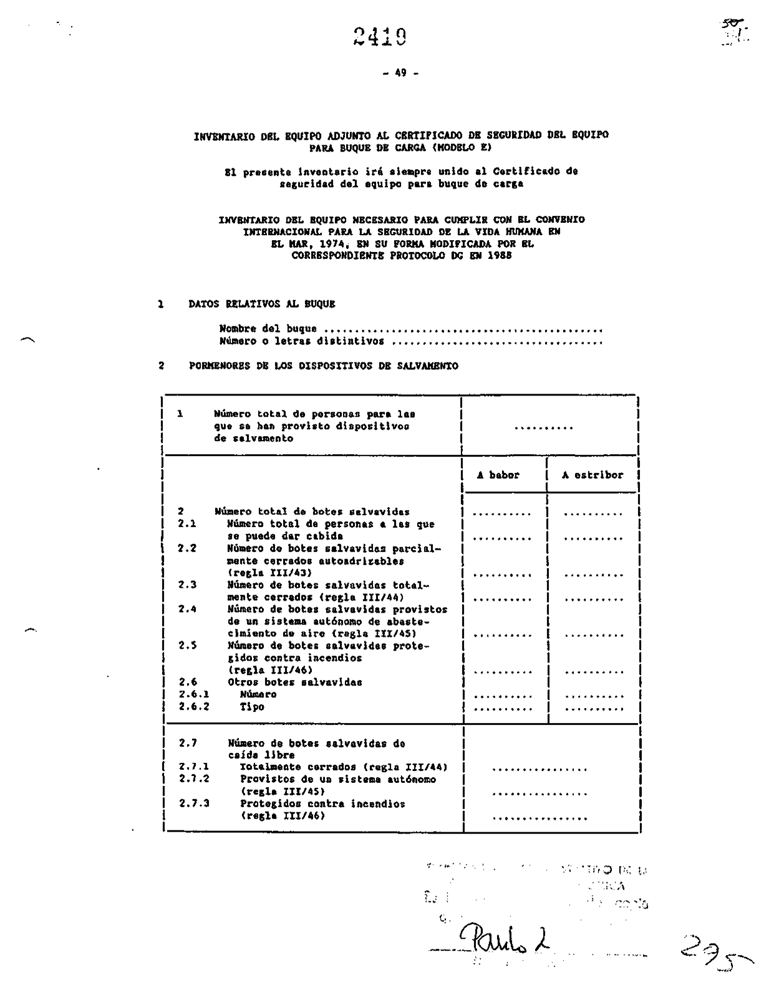 2419
50
- 49 -
INVENTARIO DEL EQUIPO ADJUNTO AL CERTIFICADO DE SEGURIDAD DEL EQUIPO
PARA BUQUE DE CARGA (MODELO E)
El presente inventario irá siempre unido al Certificado de
seguridad del equipo para buque de carga
INVENTARIO DEL EQUIPO NECESARIO PARA CUMPLIR CON EL CONVENIO
INTERNACIONAL PARA LA SEGURIDAD DE LA VIDA HUMANA EN
EL MAR, 1974, EN SU FORMA MODIFICADA POR EL
CORRESPONDIENTE PROTOCOLO DG EN 1988
1 DATOS RELATIVOS AL BUQUE
Nombre del buque ..............................................
Número o letras distintivos ...................................
2 PORMENORES DE LOS DISPOSITIVOS DE SALVAMENTO
1 Número total de personas para las
que se han provisto dispositivos ..........
de salvamento
A babor A estribor
2 Número total de botes salvavidas .......... ..........
2.1 Número total de personas a las que
se puede dar cabida .......... ..........
2.2 Número de botes salvavidas parcial-
mente cerrados autoadrizables
(regla III/43) .......... ..........
2.3 Número de botes salvavidas total-
mente cerrados (regla III/44) .......... ..........
2.4 Número de botes salvavidas provistos
de un sistema autónomo de abaste-
cimiento de aire (regla III/45) .......... ..........
2.5 Número de botes salvavidas prote-
gidos contra incendios
(regla III/46) .......... ..........
2.6 Otros botes salvavidas
2.6.1 Número .......... ..........
2.6.2 Tipo .......... ..........
2.7 Número de botes salvavidas de
caída libre
2.7.1 Totalmente cerrados (regla III/44) ................
2.7.2 Provistos de un sistema autónomo
(regla III/45) ................
2.7.3 Protegidos contra incendios
(regla III/46) ................
295